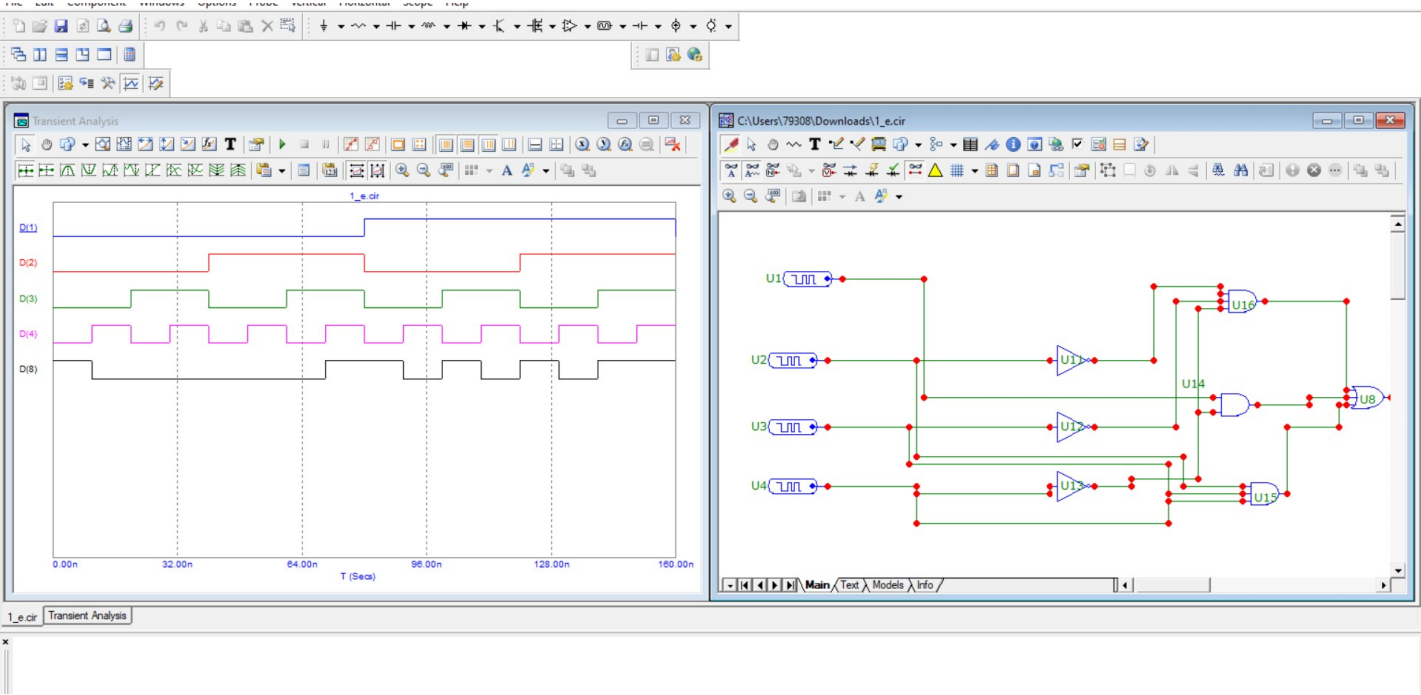 File Edit Component Windows Options Probe Vertical Horizontal Scope Help
Transient Analysis
T
A
1_e.cir
D(1)
D(2)
D(3)
D(4)
D(8)
0.00n 32.00n 64.00n 96.00n 128.00n 160.00n
T (Secs)
C:\Users\79308\Downloads\1_e.cir
T
A
U1
U2
U3
U4
U11
U12
U13
U14
U16
U8
U15
Main Text Models Info
1_e.cir Transient Analysis